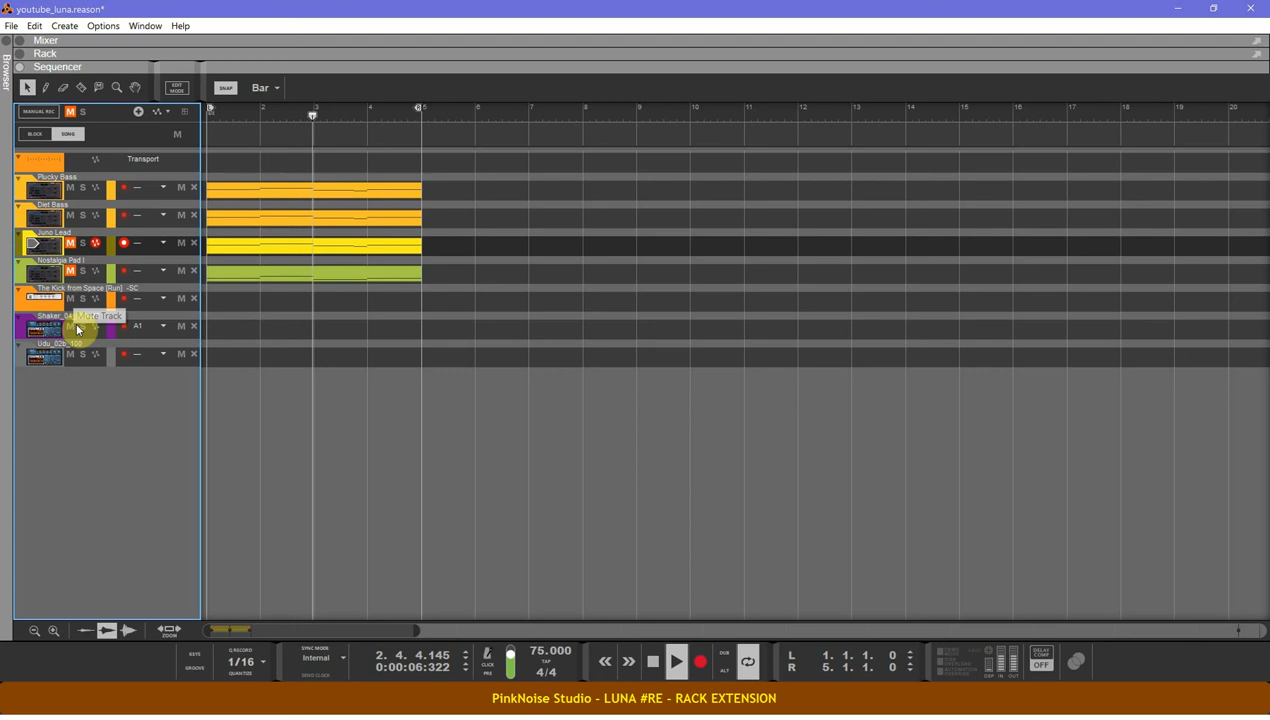 youtube_luna.reason*
File Edit Create Options Window Help
Browser
Mixer
Rack
Sequencer
EDIT MODE
SNAP
Bar
MANUAL REC M S
2 3 4 5 6 7 8 9 10 11 12 13 14 15 16 17 18 19 20
BLOCK SONG M
Transport
Plucky Bass
M S — M
Diet Bass
M S — M
Juno Lead
M S — M
Nostalgia Pad I
M S — M
The Kick from Space [Run] -SC
M S — M
Mute Track
M S A1 M
Udu_02b_100
M S — M
ZOOM
KEYS
GROOVE
Q RECORD
1/16
QUANTIZE
SYNC MODE
Internal
SEND CLOCK
2. 4. 4.145
0:00:06:322
CLICK
PRE
75.000
TAP
4/4
DUB
ALT
L 1. 1. 1. 0
R 5. 1. 1. 0
DSP IN OUT
DELAY COMP
OFF
PinkNoise Studio - LUNA #RE - RACK EXTENSION